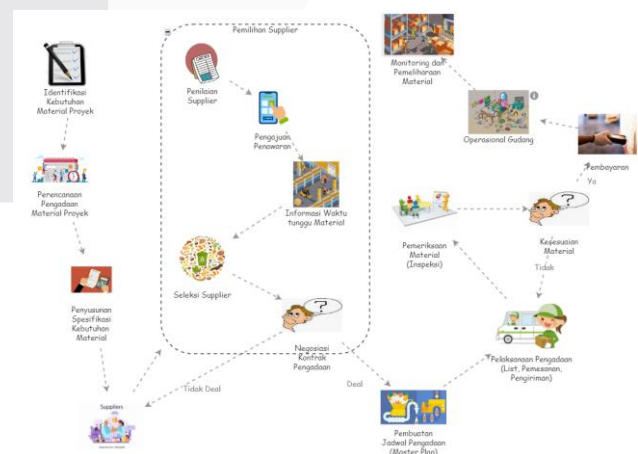 Pemilihan Supplier
Identifikasi
Kebutuhan
Material Proyek
Perencanaan
Pengadaan
Material Proyek
Penyusunan
Spesifikasi
Kebutuhan
Material
Suppliers
Penilaian
Supplier
Pengajuan
Penawaran
Informasi Waktu
tunggu Material
Seleksi Supplier
Negosiasi
Kontrak
Pengadaan
Tidak Deal
Deal
Pembuatan
Jadwal Pengadaan
(Master Plan)
Pelaksanaan Pengadaan
(List, Pemesanan,
Pengiriman)
Pemeriksaan
Material
(Inspeksi)
Kesesuaian
Material
Tidak
Ya
Pembayaran
Operasional Gudang
Monitoring dan
Pemeliharaan
Material